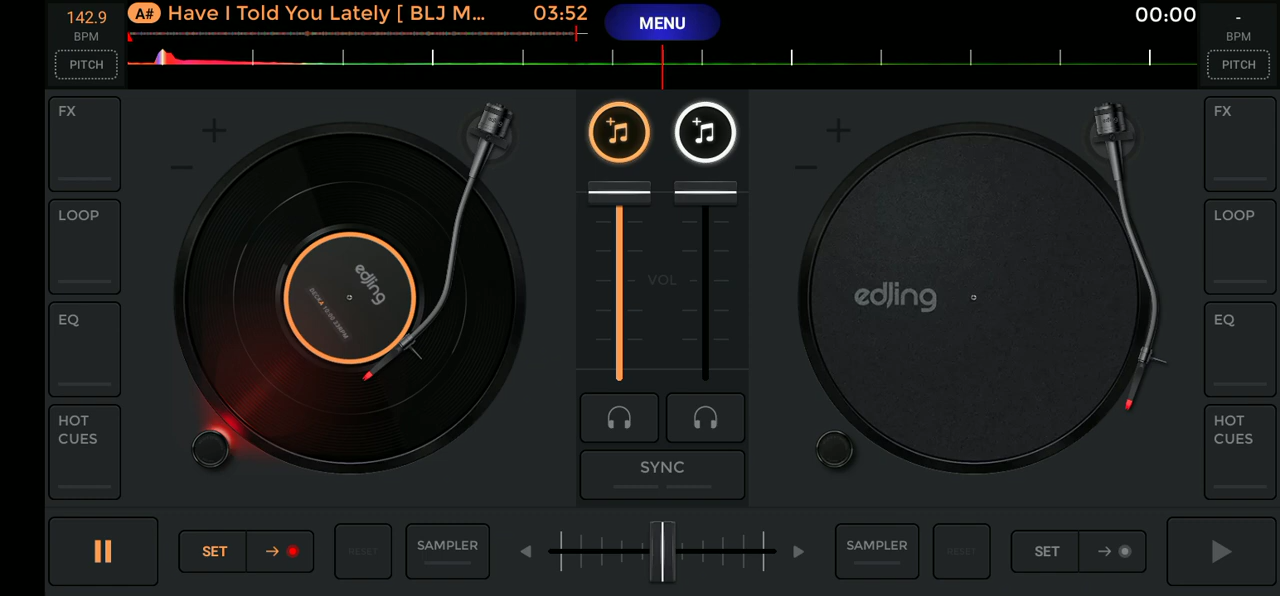 142.9
BPM
PITCH
A# Have I Told You Lately [ BLJ M... 03:52
MENU
00:00
-
BPM
PITCH
FX
LOOP
EQ
HOT
CUES
edjing
VOL
edjing
FX
LOOP
EQ
HOT
CUES
SYNC
SET
RESET
SAMPLER
SAMPLER
RESET
SET